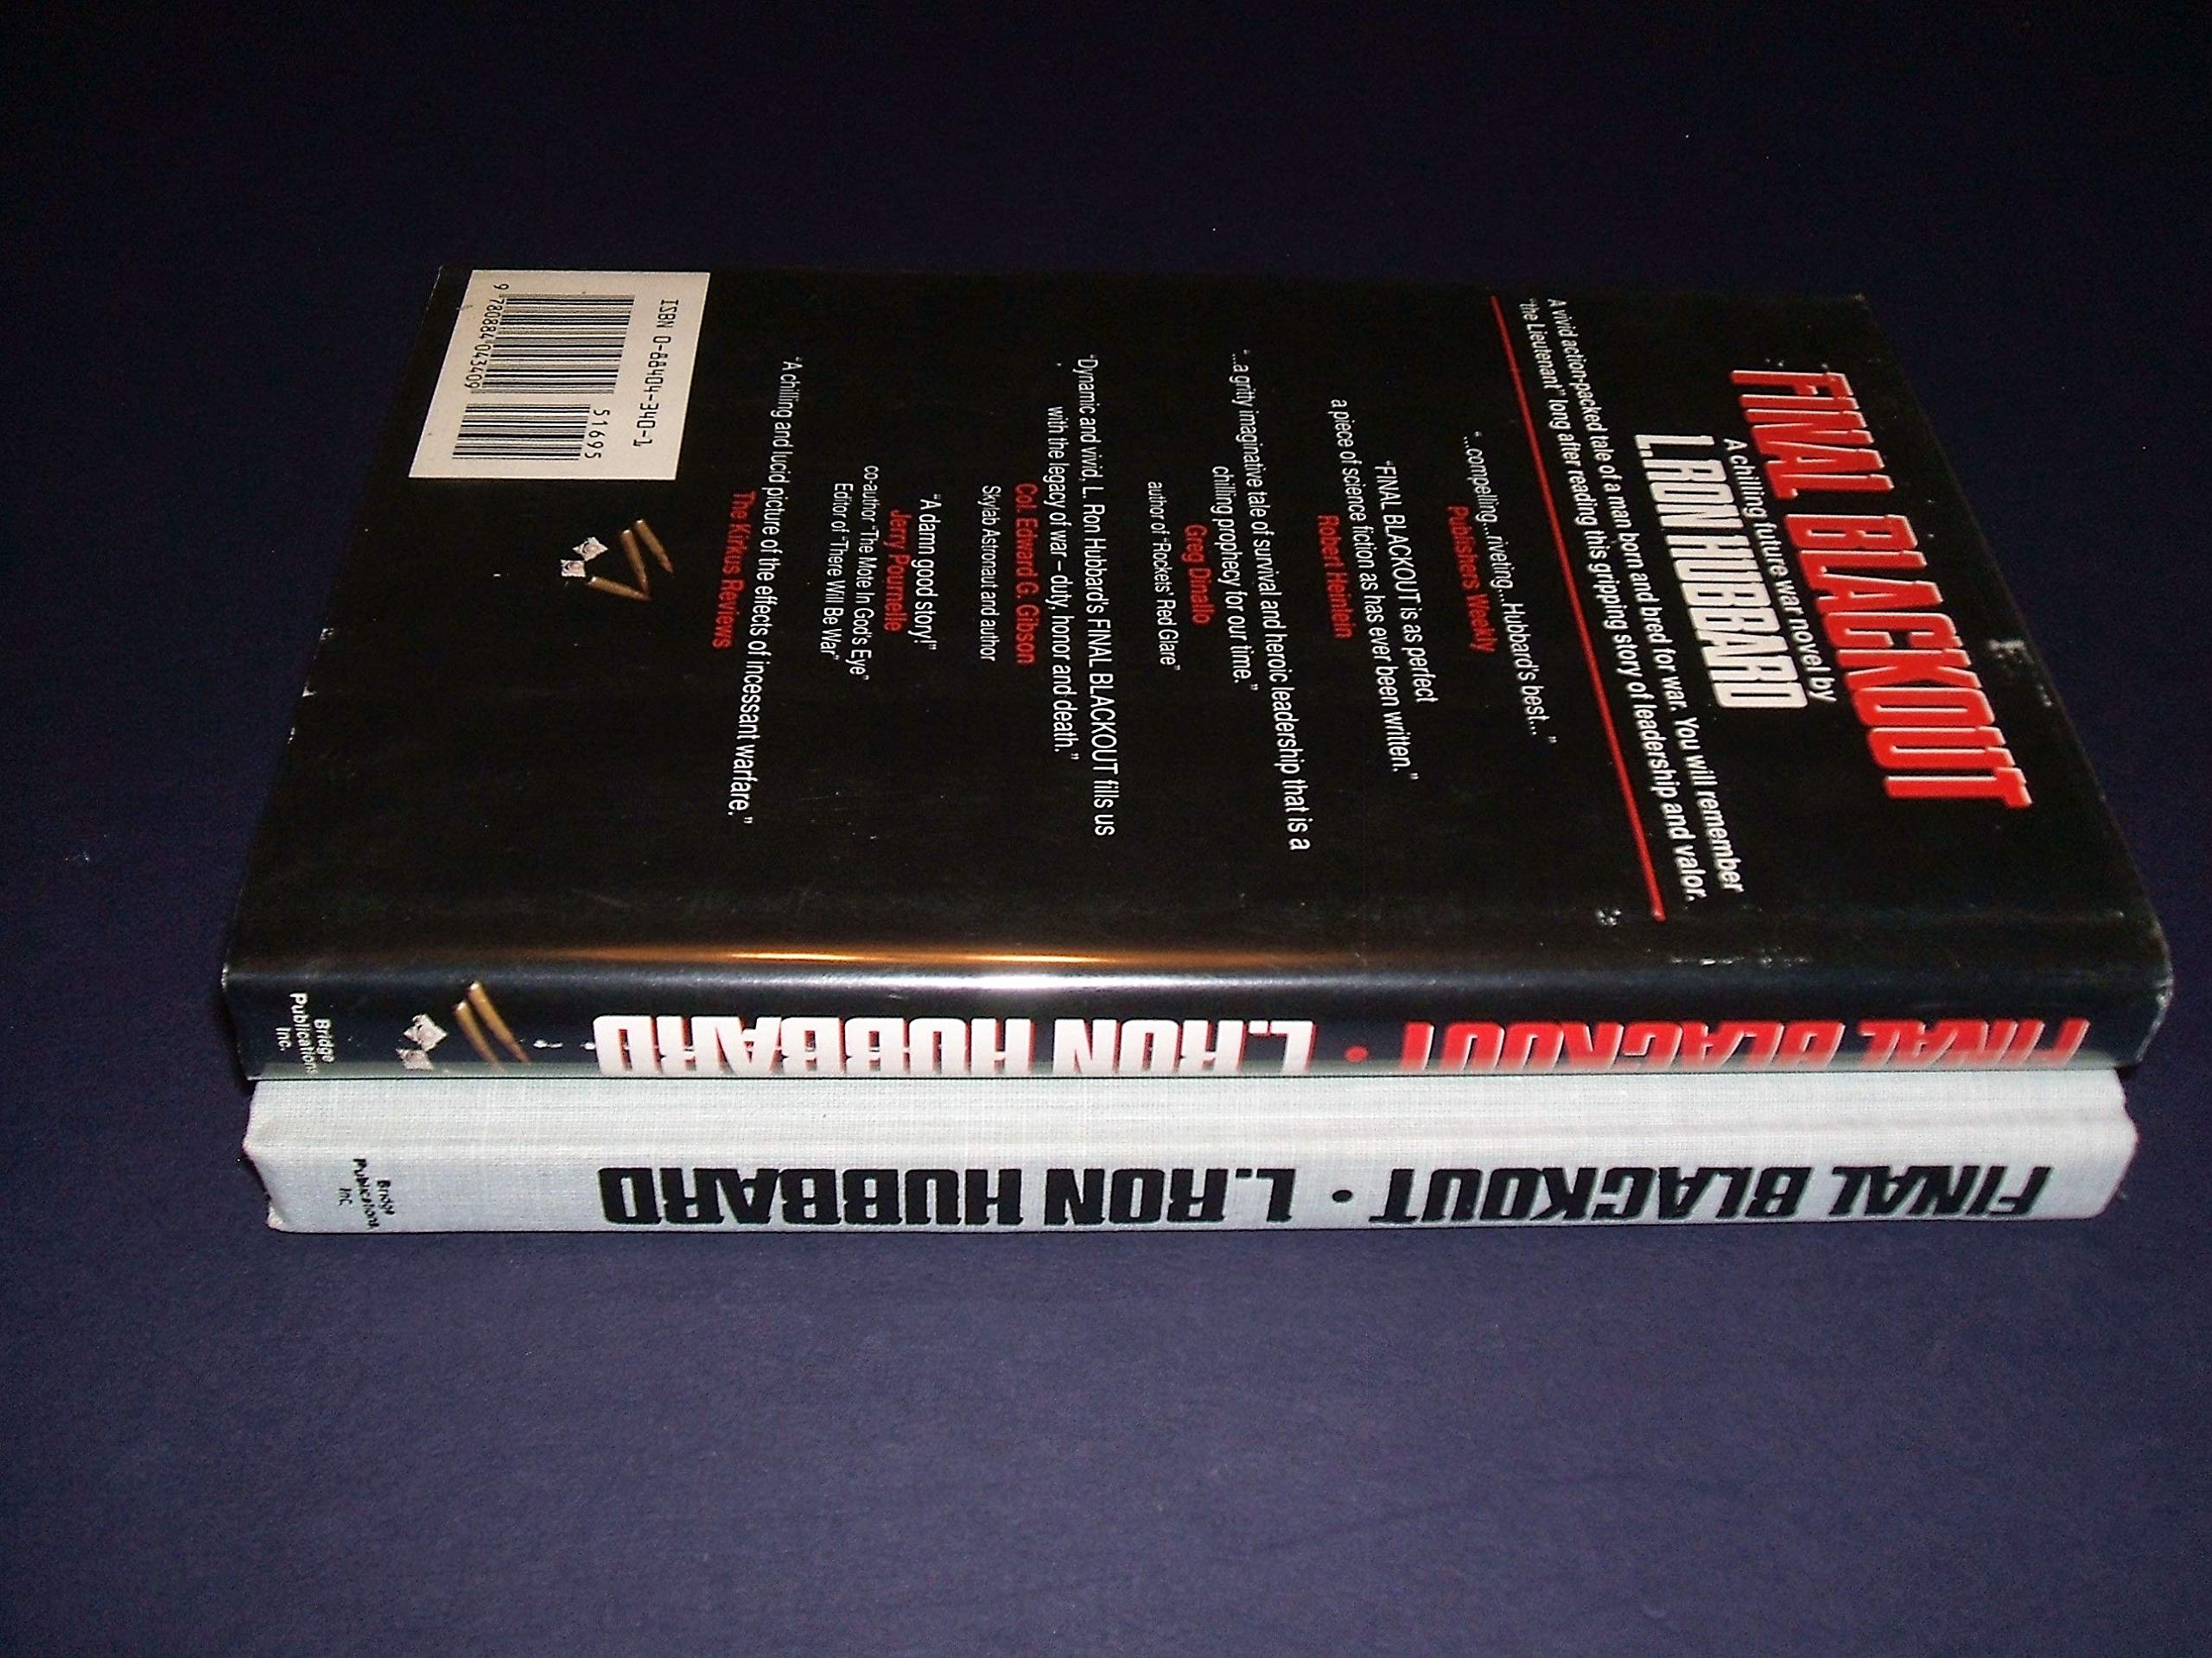 FINAL BLACKOUT
A chilling future war novel by
L. RON HUBBARD
A vivid action-packed tale of a man born and bred for war. You will remember
"the Lieutenant" long after reading this gripping story of leadership and valor.
"...compelling...riveting...Hubbard's best..."
Publishers Weekly
"FINAL BLACKOUT is as perfect
a piece of science fiction as has ever been written."
Robert Heinlein
"...a gritty imaginative tale of survival and heroic leadership that is a
chilling prophecy for our time."
Greg Dinallo
author of "Rockets' Red Glare"
"Dynamic and vivid, L. Ron Hubbard's FINAL BLACKOUT fills us
with the legacy of war – duty, honor and death."
Col. Edward G. Gibson
Skylab Astronaut and author
"A damn good story!"
Jerry Pournelle
co-author "The Mote In God's Eye"
Editor of "There Will Be War"
"A chilling and lucid picture of the effects of incessant warfare."
The Kirkus Reviews
ISBN 0-88404-340-1
51695
9 780884 043409
FINAL BLACKOUT • L. RON HUBBARD
Bridge
Publications
Inc.
FINAL BLACKOUT • L. RON HUBBARD
Bridge
Publications
Inc.